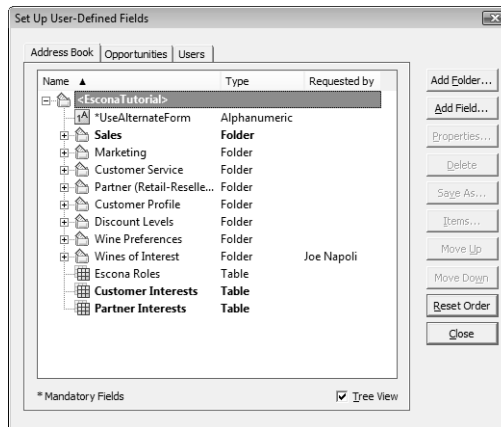 Set Up User-Defined Fields
Address Book Opportunities Users
Name ▲ Type Requested by
<EsconaTutorial>
*UseAlternateForm Alphanumeric
Sales Folder
Marketing Folder
Customer Service Folder
Partner (Retail-Reselle... Folder
Customer Profile Folder
Discount Levels Folder
Wine Preferences Folder
Wines of Interest Folder Joe Napoli
Escona Roles Table
Customer Interests Table
Partner Interests Table
* Mandatory Fields
Tree View
Add Folder...
Add Field...
Properties...
Delete
Save As...
Items...
Move Up
Move Down
Reset Order
Close